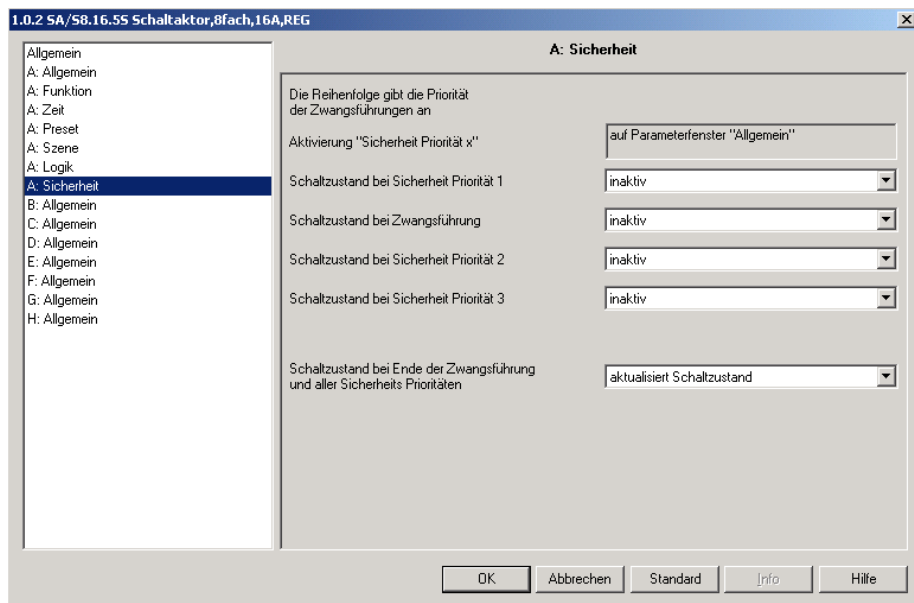 1.0.2 SA/S8.16.5S Schaltaktor,8fach,16A,REG
Allgemein
A: Allgemein
A: Funktion
A: Zeit
A: Preset
A: Szene
A: Logik
A: Sicherheit
B: Allgemein
C: Allgemein
D: Allgemein
E: Allgemein
F: Allgemein
G: Allgemein
H: Allgemein
A: Sicherheit
Die Reihenfolge gibt die Priorität
der Zwangsführungen an
Aktivierung "Sicherheit Priorität x"
auf Parameterfenster "Allgemein"
Schaltzustand bei Sicherheit Priorität 1
inaktiv
Schaltzustand bei Zwangsführung
inaktiv
Schaltzustand bei Sicherheit Priorität 2
inaktiv
Schaltzustand bei Sicherheit Priorität 3
inaktiv
Schaltzustand bei Ende der Zwangsführung
und aller Sicherheits Prioritäten
aktualisiert Schaltzustand
OK
Abbrechen
Standard
Info
Hilfe